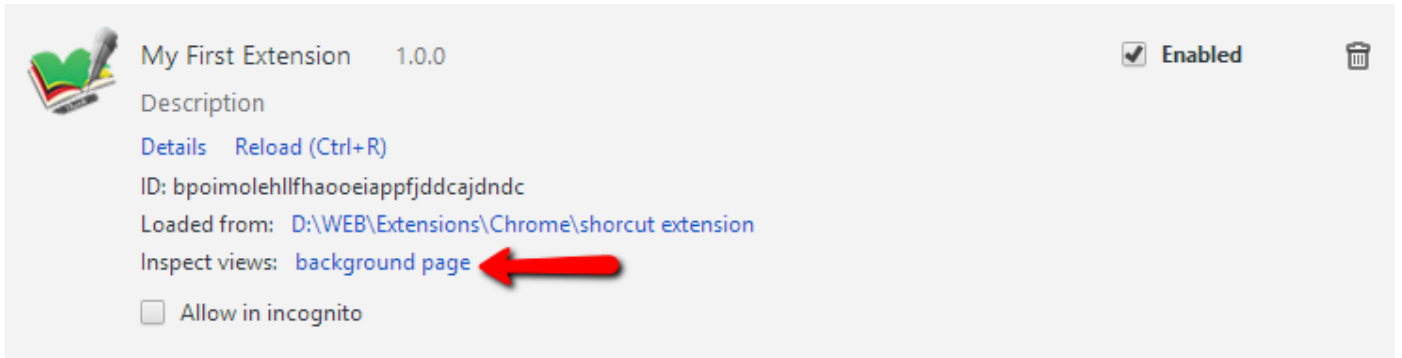 My First Extension 1.0.0 Enabled
Description
Details Reload (Ctrl+R)
ID: bpoimolehllfhaooeiappfjddcajdndc
Loaded from: D:\WEB\Extensions\Chrome\shorcut extension
Inspect views: background page
Allow in incognito